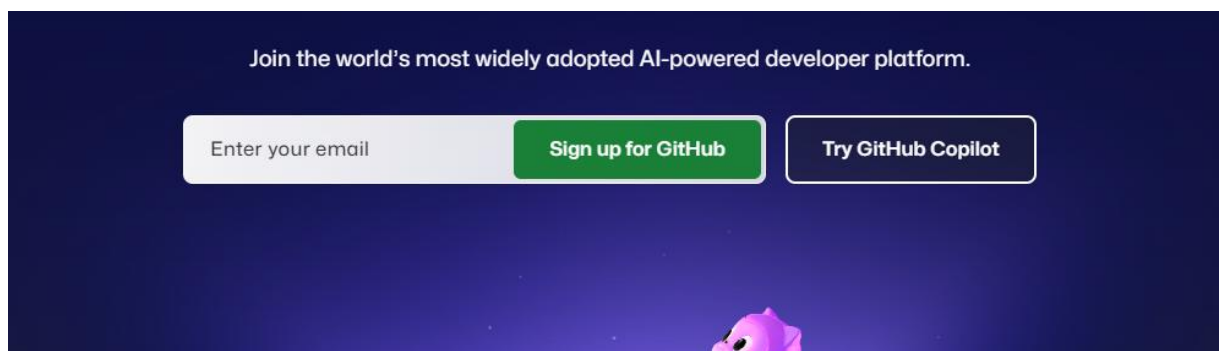 Join the world's most widely adopted AI-powered developer platform.
Enter your email
Sign up for GitHub
Try GitHub Copilot